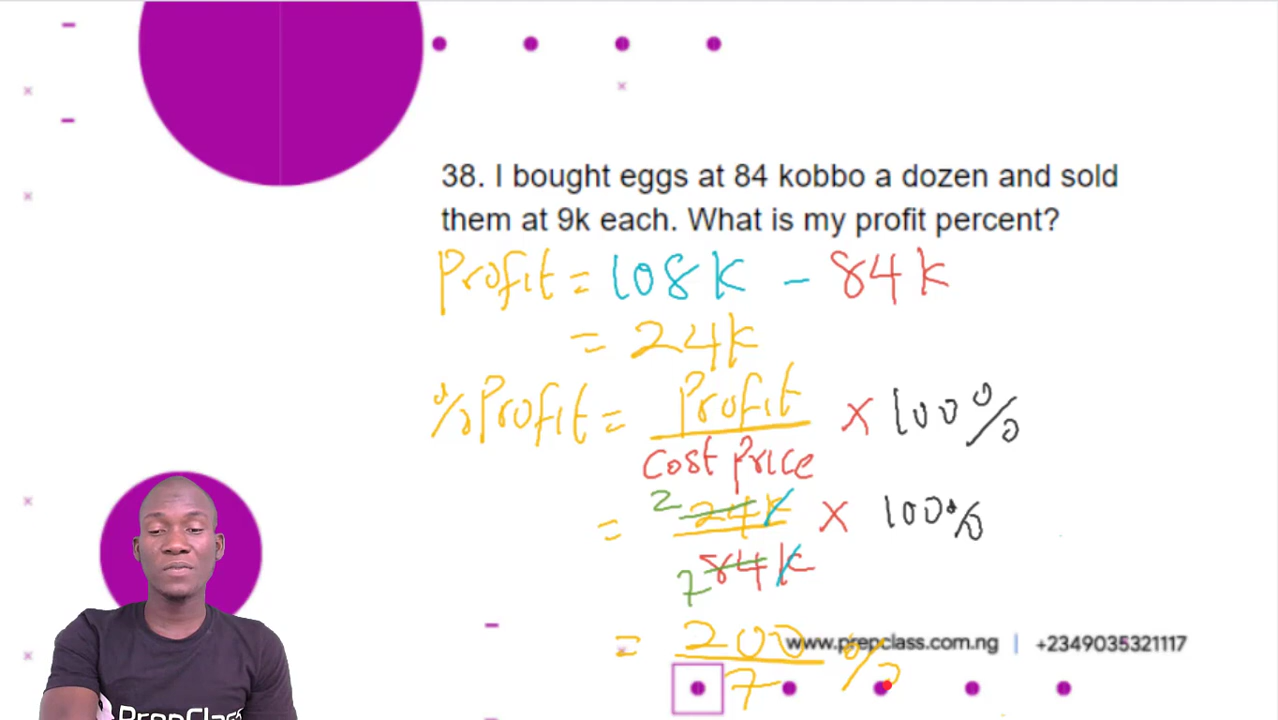 38. I bought eggs at 84 kobbo a dozen and sold
them at 9k each. What is my profit percent?
Profit = 108K - 84K
= 24K
% Profit = Profit / Cost Price × 100%
= 2 24K / 7 84K × 100%
= 200 / 7 %
www.prepclass.com.ng | +2349035321117
PrepClass